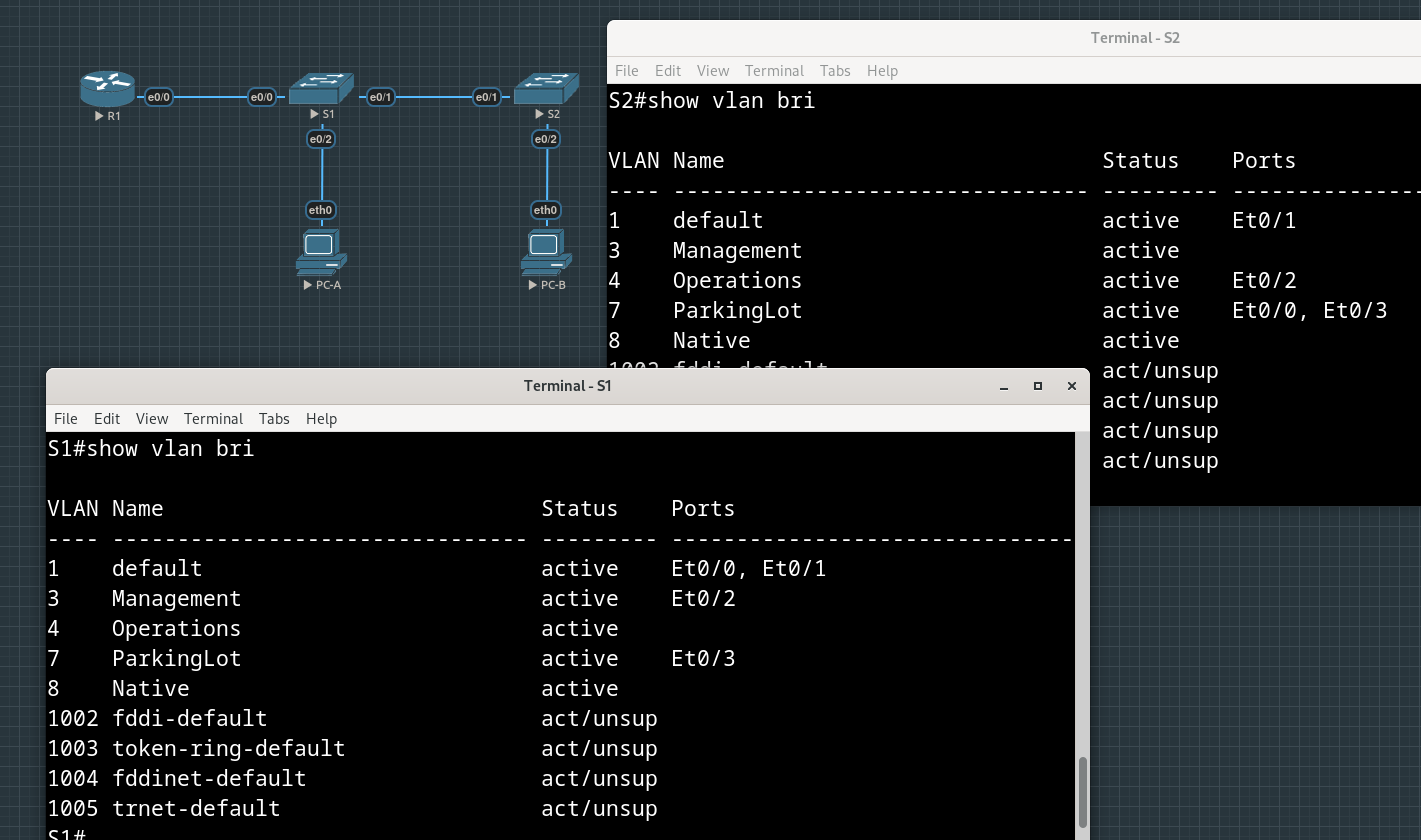 e0/0 e0/0 e0/1 e0/1
R1 S1 S2
e0/2 e0/2
eth0 eth0
PC-A PC-B
Terminal - S2
File Edit View Terminal Tabs Help
S2#show vlan bri
VLAN Name Status Ports
---- -------------------------------- --------- ---------------
1 default active Et0/1
3 Management active
4 Operations active Et0/2
7 ParkingLot active Et0/0, Et0/3
8 Native active
1002 fddi-default act/unsup
act/unsup
act/unsup
act/unsup
Terminal - S1
File Edit View Terminal Tabs Help
S1#show vlan bri
VLAN Name Status Ports
---- -------------------------------- --------- -------------------------------
1 default active Et0/0, Et0/1
3 Management active Et0/2
4 Operations active
7 ParkingLot active Et0/3
8 Native active
1002 fddi-default act/unsup
1003 token-ring-default act/unsup
1004 fddinet-default act/unsup
1005 trnet-default act/unsup
S1#